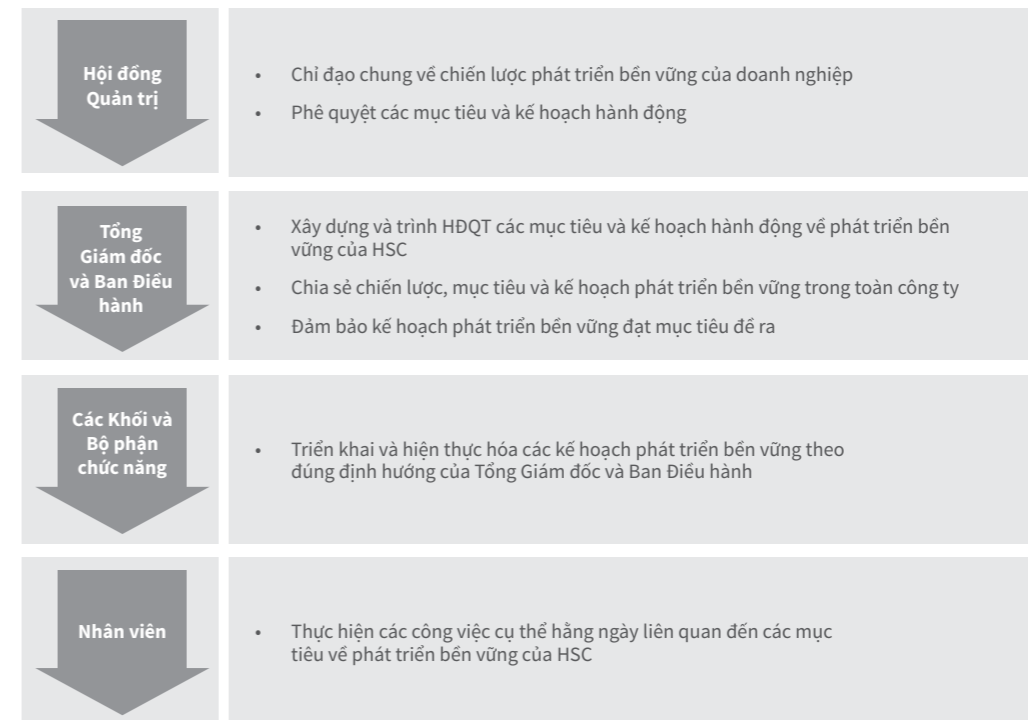 Hội đồng
Quản trị
• Chỉ đạo chung về chiến lược phát triển bền vững của doanh nghiệp
• Phê quyệt các mục tiêu và kế hoạch hành động
Tổng
Giám đốc
và Ban Điều
hành
• Xây dựng và trình HĐQT các mục tiêu và kế hoạch hành động về phát triển bền
vững của HSC
• Chia sẻ chiến lược, mục tiêu và kế hoạch phát triển bền vững trong toàn công ty
• Đảm bảo kế hoạch phát triển bền vững đạt mục tiêu đề ra
Các Khối và
Bộ phận
chức năng
• Triển khai và hiện thực hóa các kế hoạch phát triển bền vững theo
đúng định hướng của Tổng Giám đốc và Ban Điều hành
Nhân viên
• Thực hiện các công việc cụ thể hằng ngày liên quan đến các mục
tiêu về phát triển bền vững của HSC